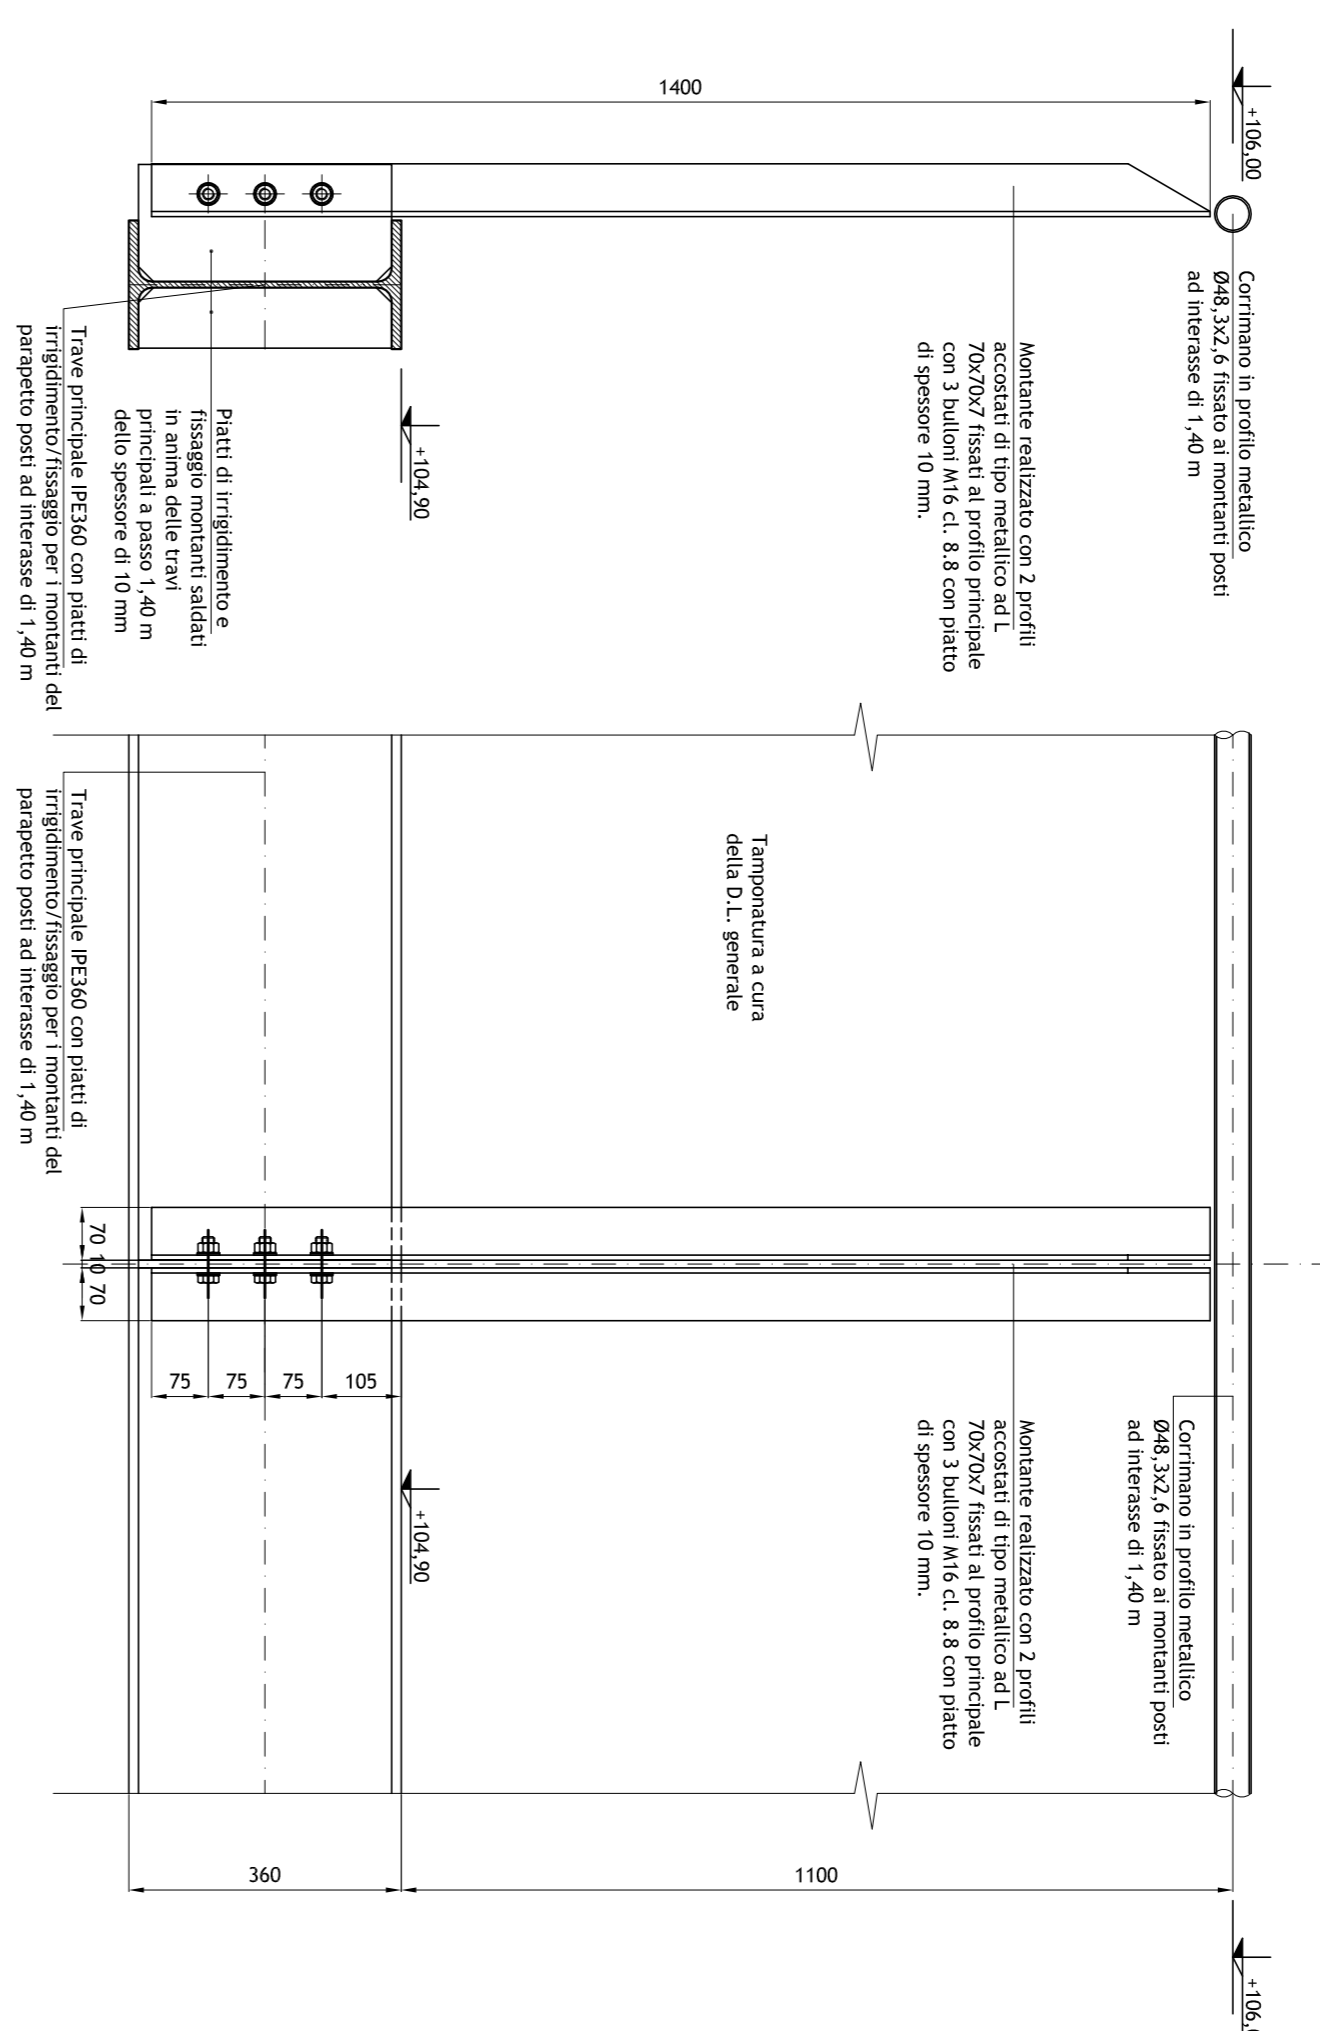 1400
+106,00
Corrimano in profilo metallico
Ø48,3x2,6 fissato ai montanti posti
ad interasse di 1,40 m
Montante realizzato con 2 profili
accostati di tipo metallico ad L
70x70x7 fissati al profilo principale
con 3 bulloni M16 cl. 8.8 con piatto
di spessore 10 mm.
+104,90
Piatti di irrigidimento e
fissaggio montanti saldati
in anima delle travi
principali a passo 1,40 m
dello spessore di 10 mm
Trave principale IPE360 con piatti di
irrigidimento/fissaggio per i montanti del
parapetto posti ad interasse di 1,40 m
Tamponatura a cura
della D.L. generale
Trave principale IPE360 con piatti di
irrigidimento/fissaggio per i montanti del
parapetto posti ad interasse di 1,40 m
70 10 70
75 75 75 105
Corrimano in profilo metallico
Ø48,3x2,6 fissato ai montanti posti
ad interasse di 1,40 m
Montante realizzato con 2 profili
accostati di tipo metallico ad L
70x70x7 fissati al profilo principale
con 3 bulloni M16 cl. 8.8 con piatto
di spessore 10 mm.
+104,90
360
1100